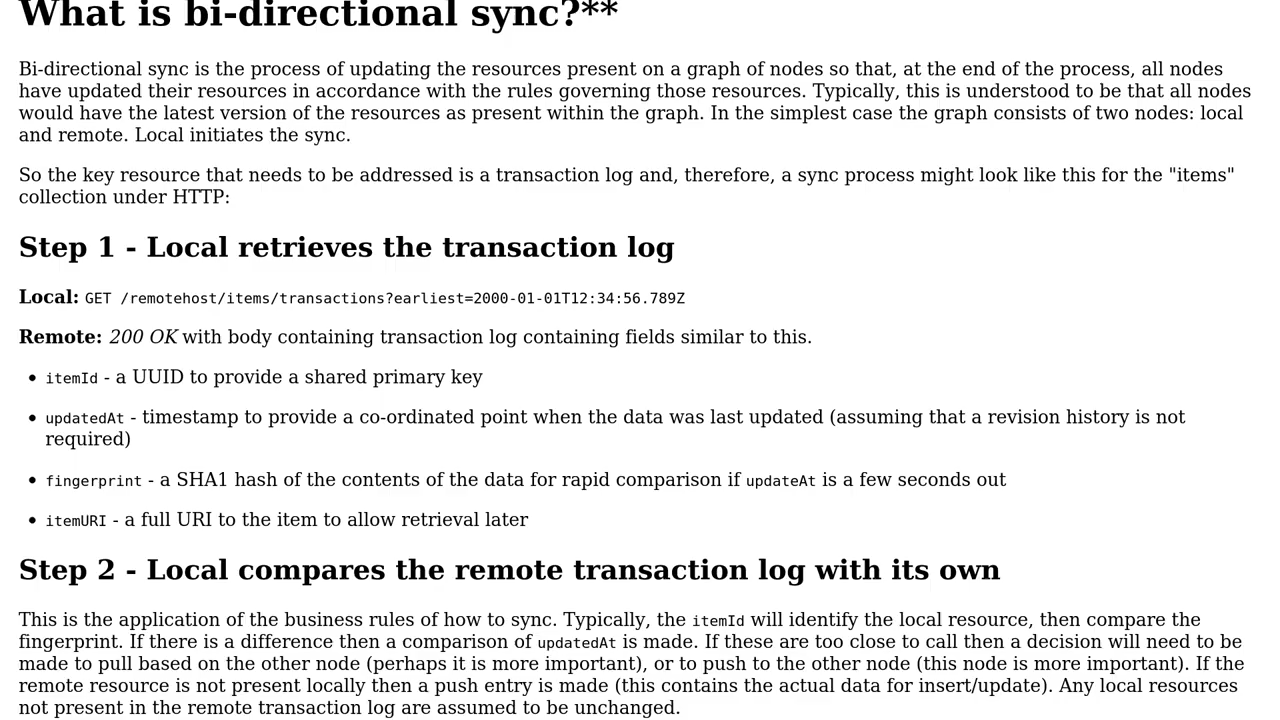 What is bi-directional sync?**
Bi-directional sync is the process of updating the resources present on a graph of nodes so that, at the end of the process, all nodes
have updated their resources in accordance with the rules governing those resources. Typically, this is understood to be that all nodes
would have the latest version of the resources as present within the graph. In the simplest case the graph consists of two nodes: local
and remote. Local initiates the sync.
So the key resource that needs to be addressed is a transaction log and, therefore, a sync process might look like this for the "items"
collection under HTTP:
Step 1 - Local retrieves the transaction log
Local: GET /remotehost/items/transactions?earliest=2000-01-01T12:34:56.789Z
Remote: 200 OK with body containing transaction log containing fields similar to this.
• itemId - a UUID to provide a shared primary key
• updatedAt - timestamp to provide a co-ordinated point when the data was last updated (assuming that a revision history is not
required)
• fingerprint - a SHA1 hash of the contents of the data for rapid comparison if updateAt is a few seconds out
• itemURI - a full URI to the item to allow retrieval later
Step 2 - Local compares the remote transaction log with its own
This is the application of the business rules of how to sync. Typically, the itemId will identify the local resource, then compare the
fingerprint. If there is a difference then a comparison of updatedAt is made. If these are too close to call then a decision will need to be
made to pull based on the other node (perhaps it is more important), or to push to the other node (this node is more important). If the
remote resource is not present locally then a push entry is made (this contains the actual data for insert/update). Any local resources
not present in the remote transaction log are assumed to be unchanged.